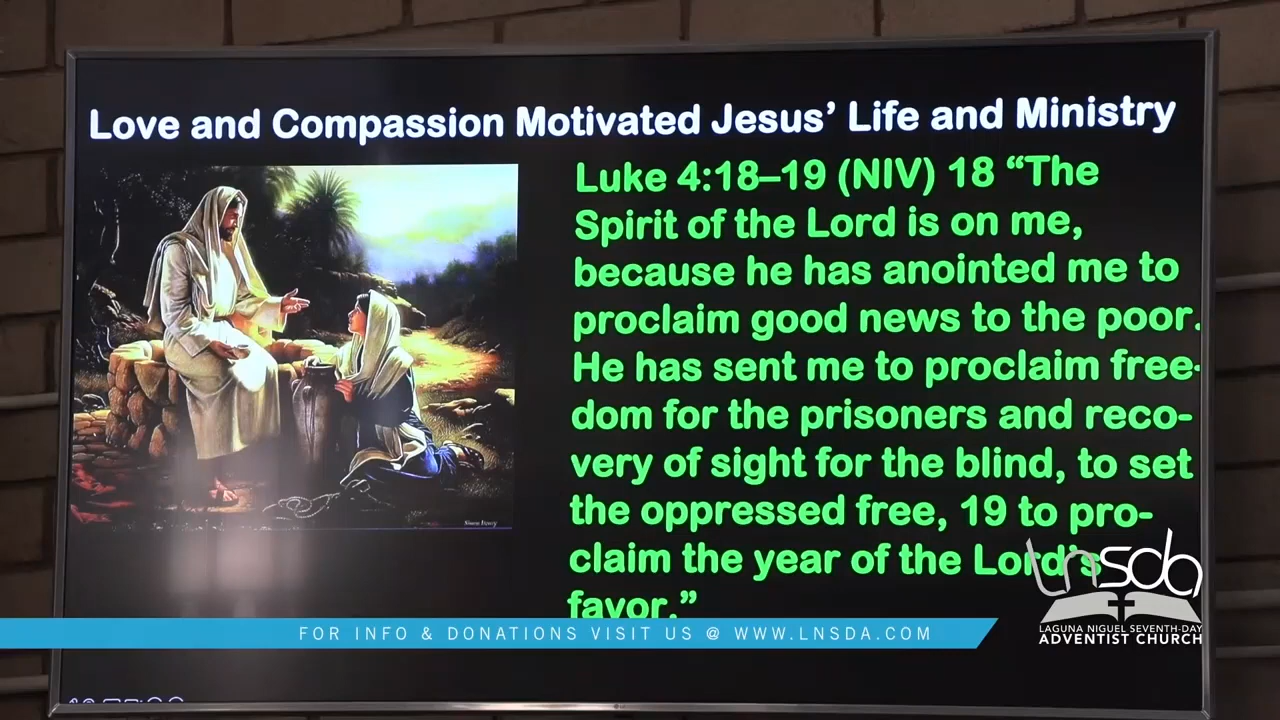 Love and Compassion Motivated Jesus’ Life and Ministry
Luke 4:18–19 (NIV) 18 “The
Spirit of the Lord is on me,
because he has anointed me to
proclaim good news to the poor.
He has sent me to proclaim free-
dom for the prisoners and reco-
very of sight for the blind, to set
the oppressed free, 19 to pro-
claim the year of the Lord’s
favor.”
FOR INFO & DONATIONS VISIT US @ WWW.LNSDA.COM
lnsda
LAGUNA NIGUEL SEVENTH-DAY
ADVENTIST CHURCH